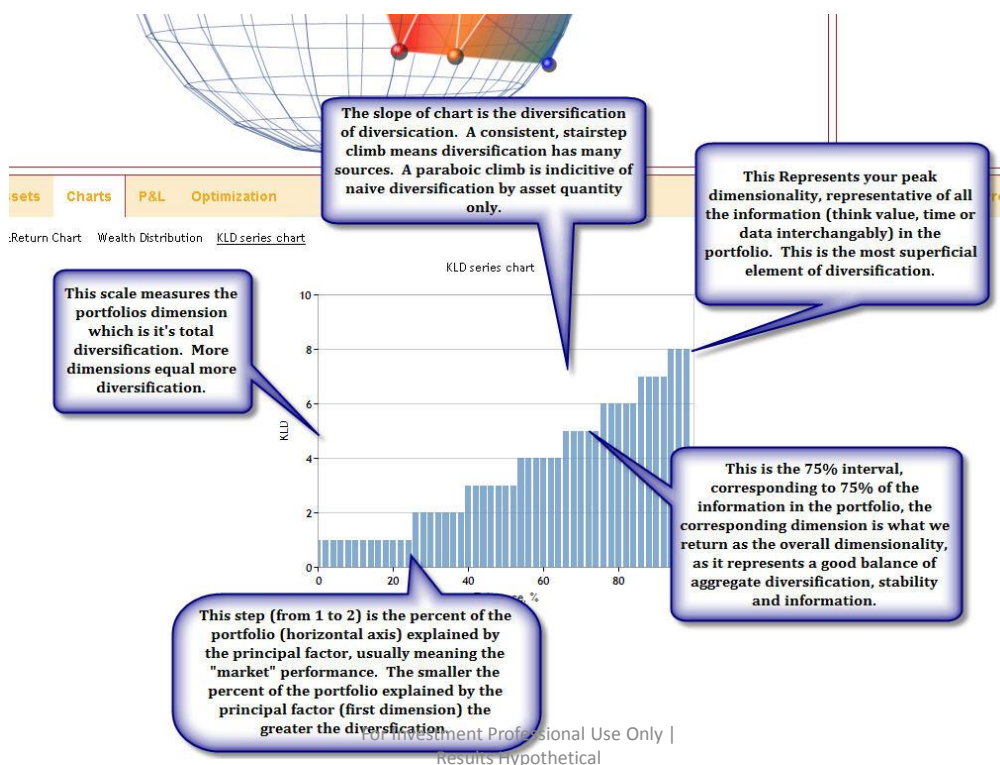 The slope of chart is the diversification
of diversication. A consistent, stairstep
climb means diversification has many
sources. A paraboic climb is indicitive of
naive diversification by asset quantity
only.
This Represents your peak
dimensionality, representative of all
the information (think value, time or
data interchangably) in the
portfolio. This is the most superficial
element of diversification.
sets Charts P&L Optimization
:Return Chart Wealth Distribution KLD series chart
KLD series chart
This scale measures the
portfolios dimension
which is it's total
diversification. More
dimensions equal more
diversification.
10
8
6
4
2
0
KLD
0 20 40 60 80
%
This is the 75% interval,
corresponding to 75% of the
information in the portfolio, the
corresponding dimension is what we
return as the overall dimensionality,
as it represents a good balance of
aggregate diversification, stability
and information.
This step (from 1 to 2) is the percent of the
portfolio (horizontal axis) explained by
the principal factor, usually meaning the
"market" performance. The smaller the
percent of the portfolio explained by the
principal factor (first dimension) the
greater the diversfication.
For Investment Professional Use Only |
Results Hypothetical